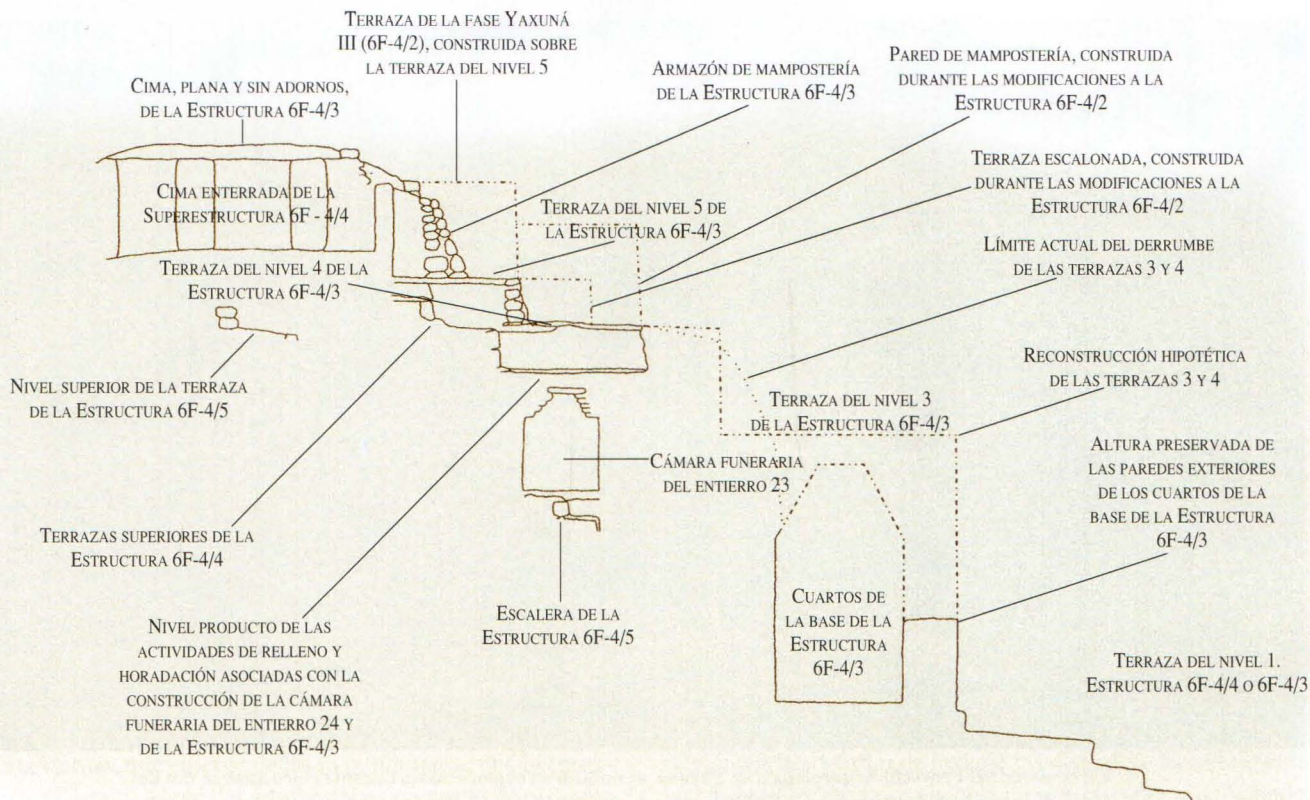 TERRAZA DE LA FASE YAXUNÁ
III (6F-4/2), CONSTRUIDA SOBRE
LA TERRAZA DEL NIVEL 5
CIMA, PLANA Y SIN ADORNOS,
DE LA ESTRUCTURA 6F-4/3
ARMAZÓN DE MAMPOSTERÍA
DE LA ESTRUCTURA 6F-4/3
PARED DE MAMPOSTERÍA, CONSTRUIDA
DURANTE LAS MODIFICACIONES A LA
ESTRUCTURA 6F-4/2
TERRAZA ESCALONADA, CONSTRUIDA
DURANTE LAS MODIFICACIONES A LA
ESTRUCTURA 6F-4/2
CIMA ENTERRADA DE LA
SUPERESTRUCTURA 6F - 4/4
TERRAZA DEL NIVEL 5 DE
LA ESTRUCTURA 6F-4/3
LÍMITE ACTUAL DEL DERRUMBE
DE LAS TERRAZAS 3 Y 4
TERRAZA DEL NIVEL 4 DE LA
ESTRUCTURA 6F-4/3
NIVEL SUPERIOR DE LA TERRAZA
DE LA ESTRUCTURA 6F-4/5
RECONSTRUCCIÓN HIPOTÉTICA
DE LAS TERRAZAS 3 Y 4
TERRAZA DEL NIVEL 3
DE LA ESTRUCTURA 6F-4/3
CÁMARA FUNERARIA
DEL ENTIERRO 23
ALTURA PRESERVADA DE
LAS PAREDES EXTERIORES
DE LOS CUARTOS DE LA
BASE DE LA ESTRUCTURA
6F-4/3
TERRAZAS SUPERIORES DE LA
ESTRUCTURA 6F-4/4
ESCALERA DE LA
ESTRUCTURA 6F-4/5
CUARTOS DE
LA BASE DE LA
ESTRUCTURA
6F-4/3
NIVEL PRODUCTO DE LAS
ACTIVIDADES DE RELLENO Y
HORADACIÓN ASOCIADAS CON LA
CONSTRUCCIÓN DE LA CÁMARA
FUNERARIA DEL ENTIERRO 24 Y
DE LA ESTRUCTURA 6F-4/3
TERRAZA DEL NIVEL 1.
ESTRUCTURA 6F-4/4 O 6F-4/3